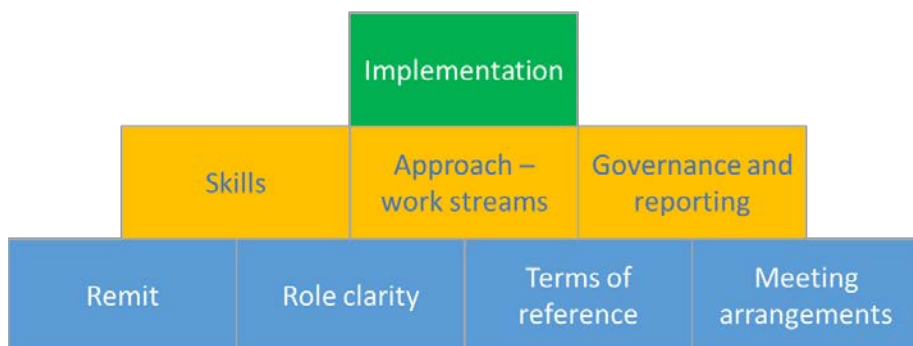 Implementation
Skills
Approach –
work streams
Governance and
reporting
Remit
Role clarity
Terms of
reference
Meeting
arrangements